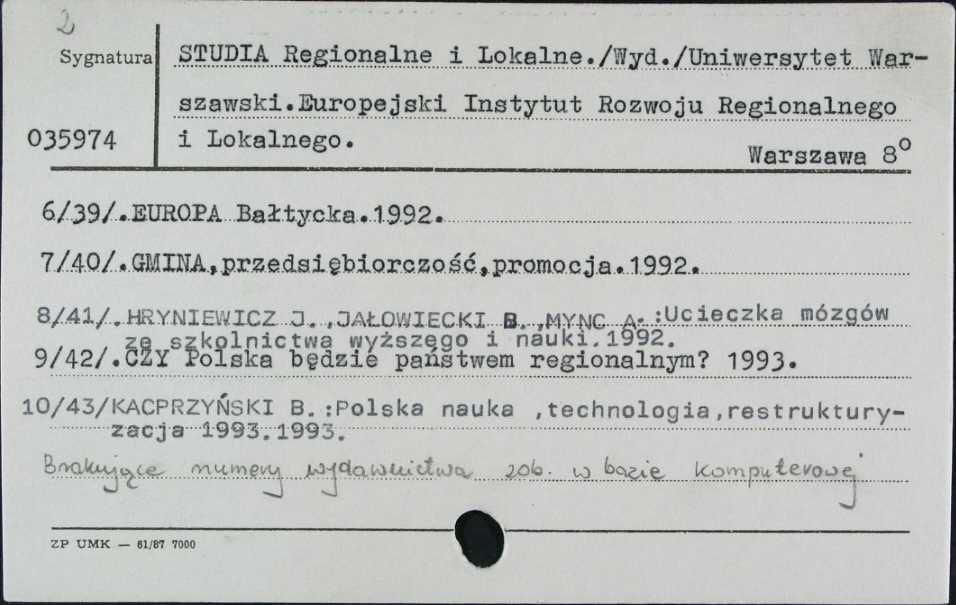 2
Sygnatura
STUDIA Regionalne i Lokalne./Wyd./Uniwersytet War-
szawski.Europejski Instytut Rozwoju Regionalnego
035974
i Lokalnego.
Warszawa 8º
6/39/.EUROPA Bałtycka.1992.
7/40/.GMINA,przedsiębiorczość,promocja.1992.
8/41/.HRYNIEWICZ J.,JAŁOWIECKI B.,MYNC A.:Ucieczka mózgów
ze szkolnictwa wyższego i nauki.1992.
9/42/.CZY Polska będzie państwem regionalnym? 1993.
10/43/KACPRZYŃSKI B.:Polska nauka ,technologia,restruktury-
zacja 1993.1993.
Brakujące numery wydawnictwa zob. w bazie komputerowej
ZP UMK — 61/87 7000